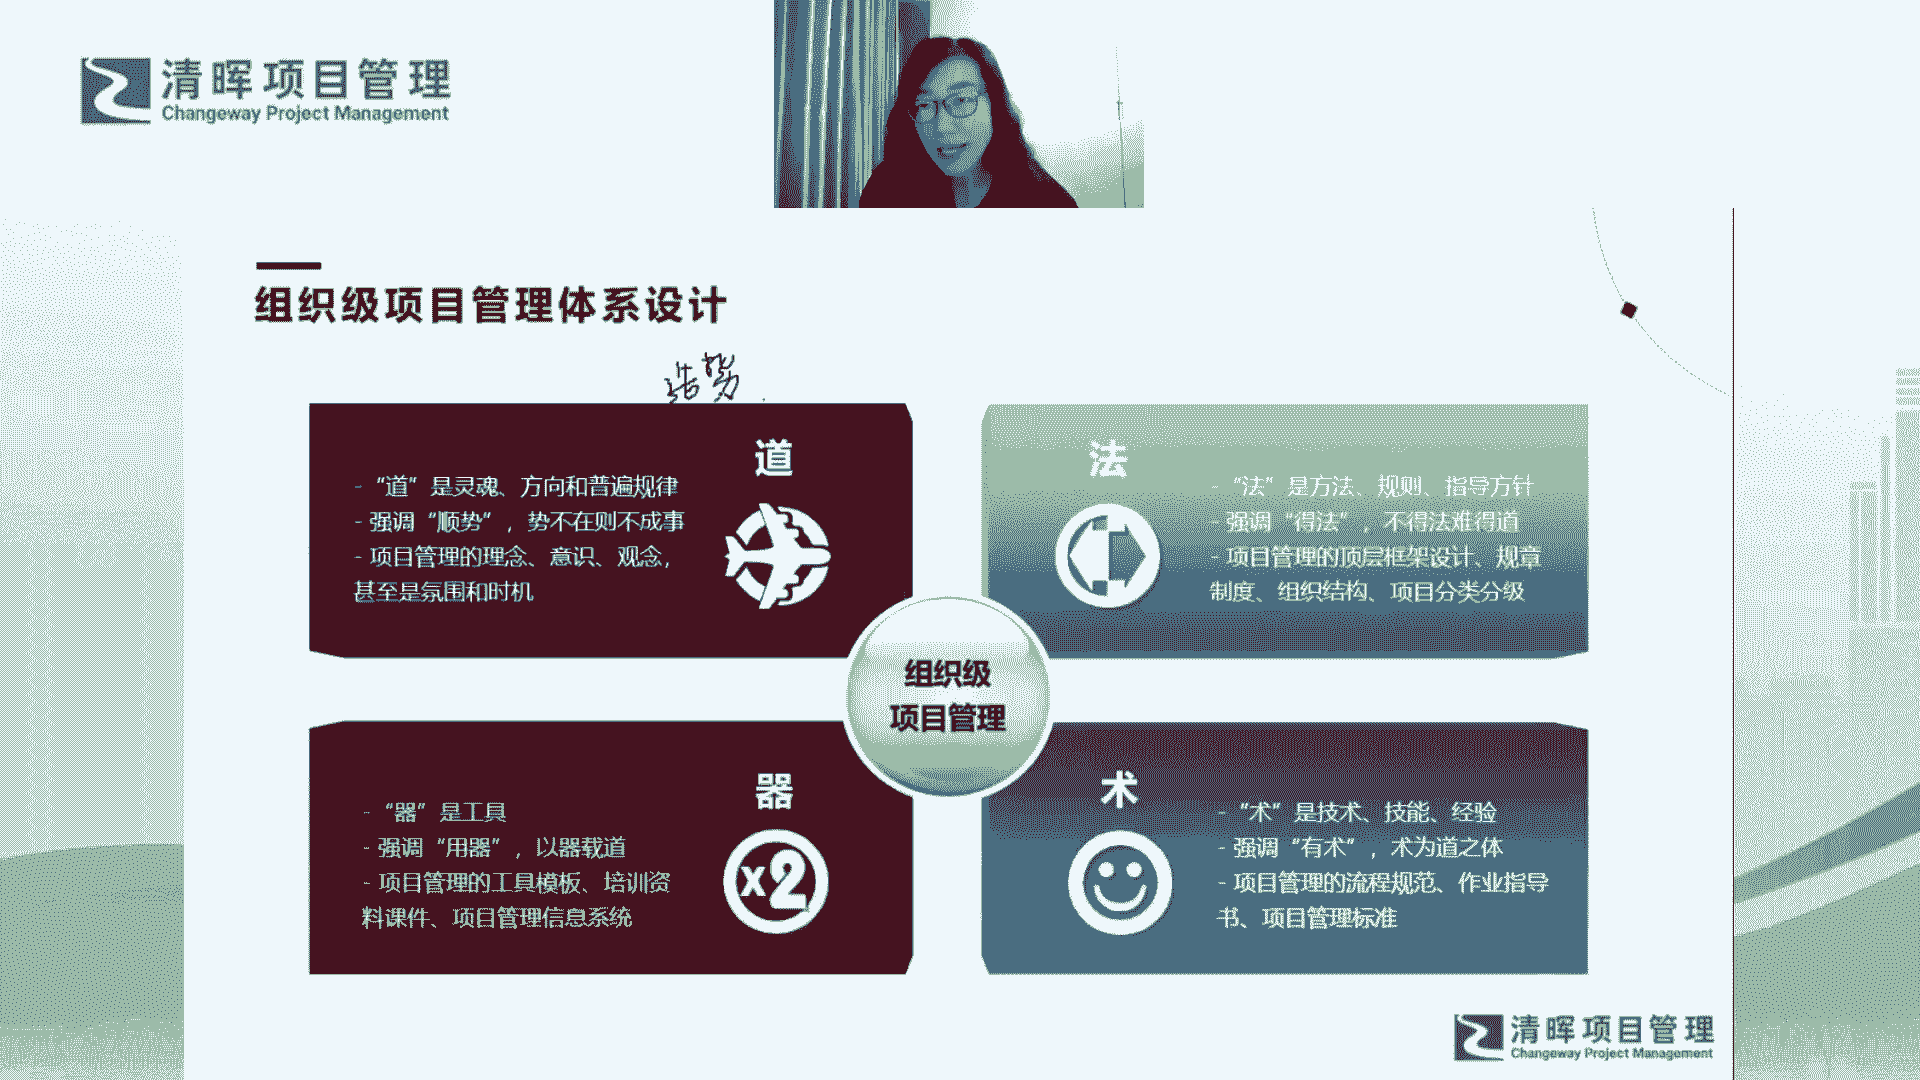 清晖项目管理
Changeway Project Management
组织级项目管理体系设计
道
- “道”是灵魂、方向和普遍规律
- 强调“顺势”，势不在则不成事
- 项目管理的理念、意识、观念，
甚至是氛围和时机
法
- “法”是方法、规则、指导方针
- 强调“得法”，不得法难得道
- 项目管理的顶层框架设计、规章
制度、组织结构、项目分类分级
组织级
项目管理
器
- “器”是工具
- 强调“用器”，以器载道
- 项目管理的工具模板、培训资
料课件、项目管理信息系统
x2
术
- “术”是技术、技能、经验
- 强调“有术”，术为道之体
- 项目管理的流程规范、作业指导
书、项目管理标准
清晖项目管理
Changeway Project Management